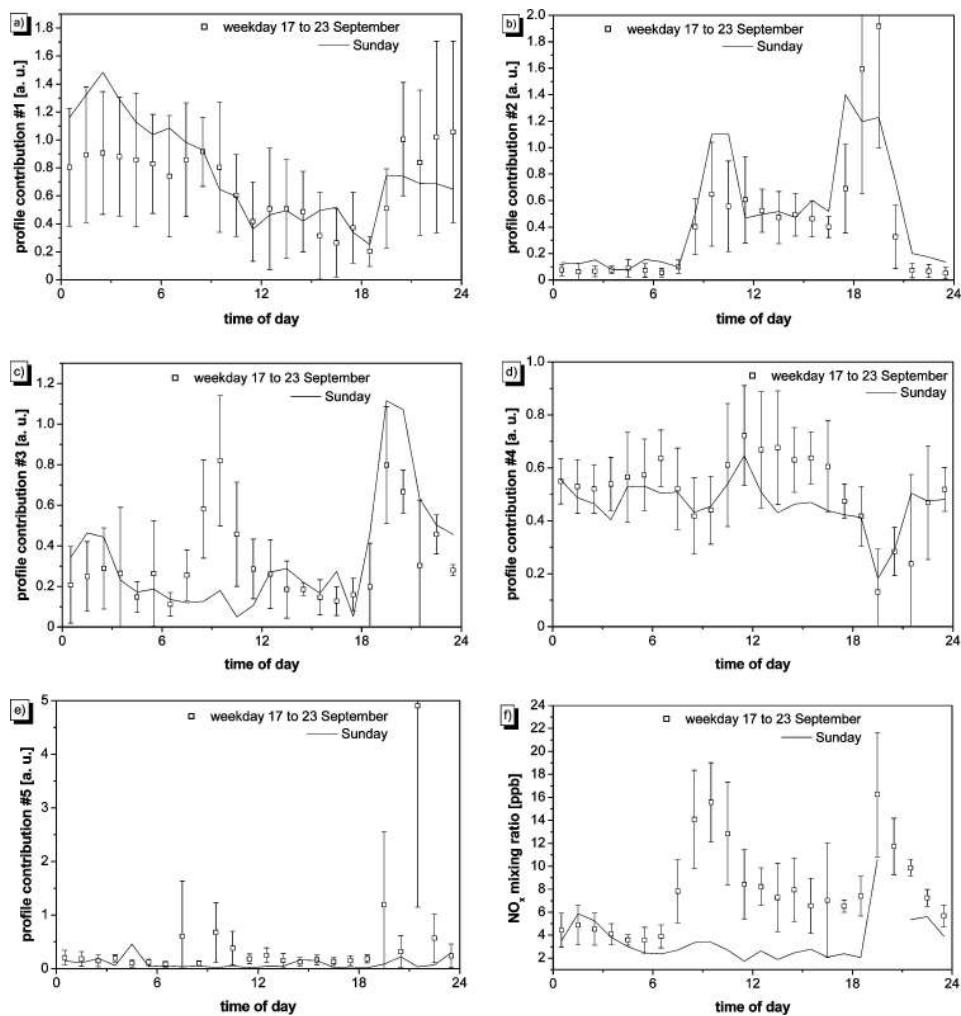 a)
weekday 17 to 23 September
Sunday
profile contribution #1 [a. u.]
1.8
1.6
1.4
1.2
1.0
0.8
0.6
0.4
0.2
0
0 6 12 18 24
time of day
b)
weekday 17 to 23 September
Sunday
profile contribution #2 [a. u.]
2.0
1.8
1.6
1.4
1.2
1.0
0.8
0.6
0.4
0.2
0
0 6 12 18 24
time of day
c)
weekday 17 to 23 September
Sunday
profile contribution #3 [a. u.]
1.2
1.0
0.8
0.6
0.4
0.2
0
0 6 12 18 24
time of day
d)
weekday 17 to 23 September
Sunday
profile contribution #4 [a. u.]
1.0
0.8
0.6
0.4
0.2
0
0 6 12 18 24
time of day
e)
weekday 17 to 23 September
Sunday
profile contribution #5 [a. u.]
5
4
3
2
1
0
0 6 12 18 24
time of day
f)
weekday 17 to 23 September
Sunday
NOx mixing ratio [ppb]
24
22
20
18
16
14
12
10
8
6
4
2
0 6 12 18 24
time of day